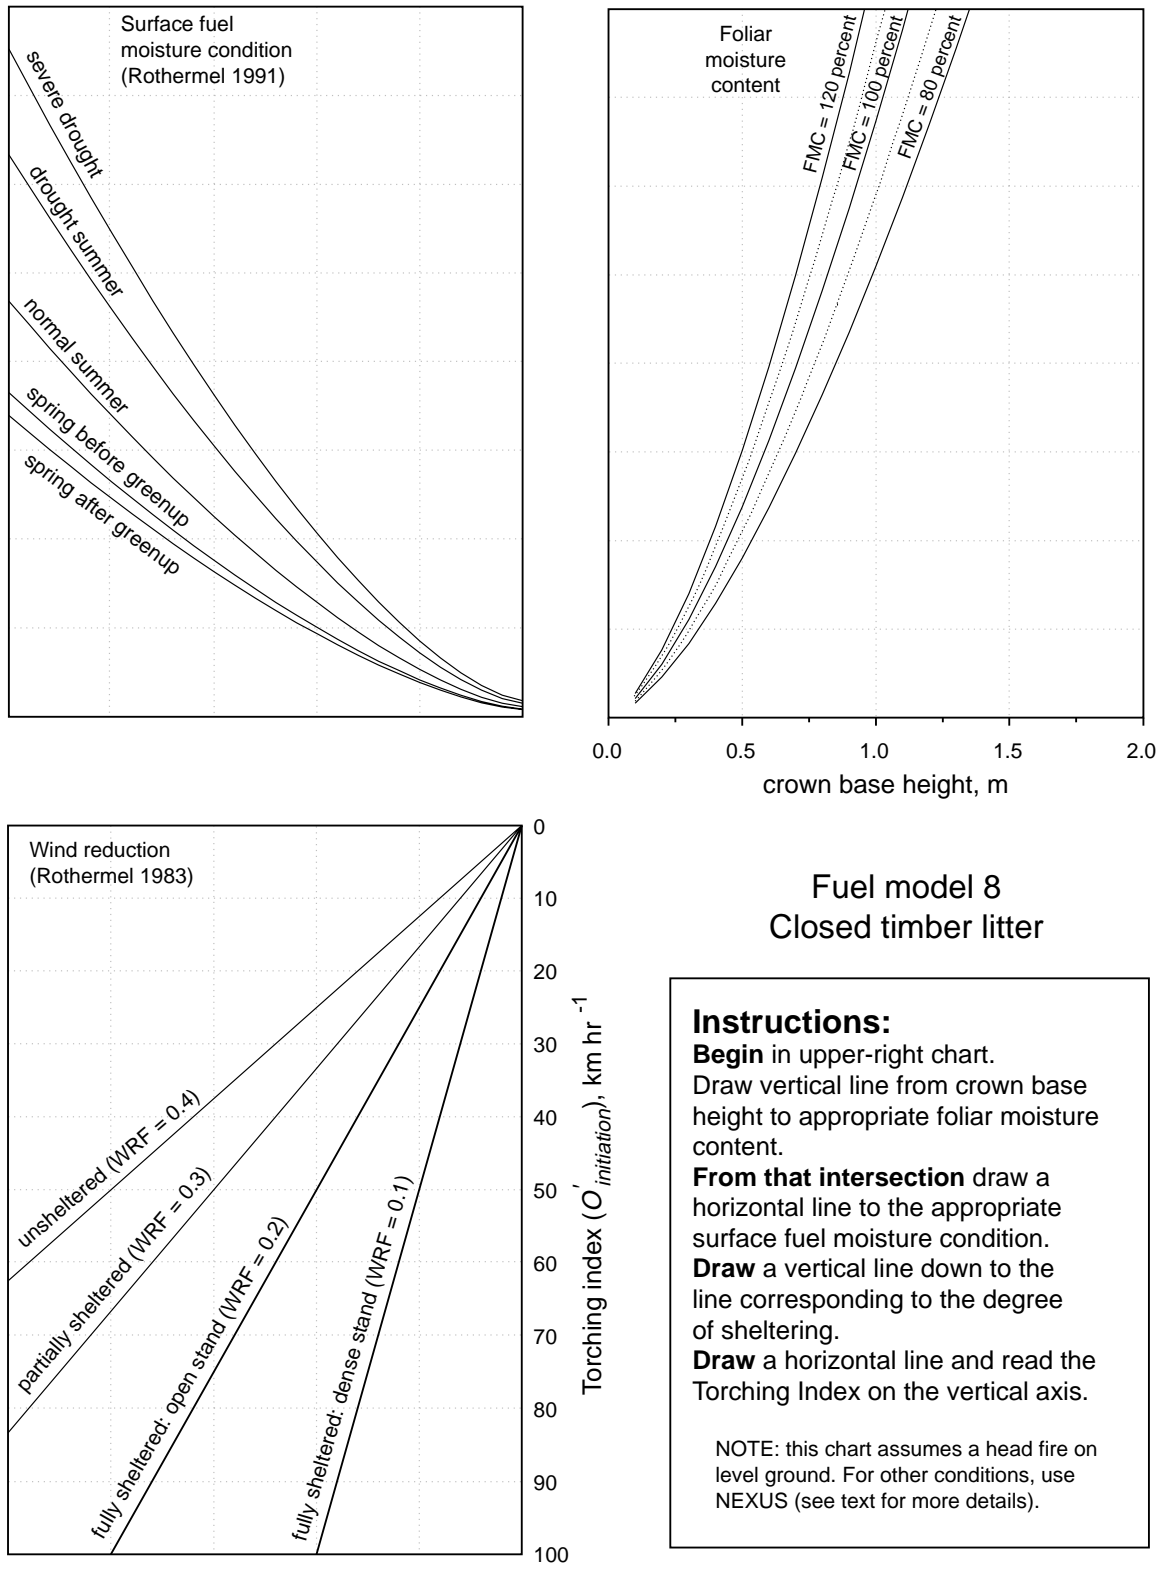 Surface fuel
moisture condition
(Rothermel 1991)
severe drought
drought summer
normal summer
spring before greenup
spring after greenup
Foliar
moisture
content
FMC = 120 percent
FMC = 100 percent
FMC = 80 percent
0.0 0.5 1.0 1.5 2.0
crown base height, m
Wind reduction
(Rothermel 1983)
unsheltered (WRF = 0.4)
partially sheltered (WRF = 0.3)
fully sheltered: open stand (WRF = 0.2)
fully sheltered: dense stand (WRF = 0.1)
0
10
20
30
40
50
60
70
80
90
100
Torching index (O'initiation), km hr -1
Fuel model 8
Closed timber litter
Instructions:
Begin in upper-right chart.
Draw vertical line from crown base
height to appropriate foliar moisture
content.
From that intersection draw a
horizontal line to the appropriate
surface fuel moisture condition.
Draw a vertical line down to the
line corresponding to the degree
of sheltering.
Draw a horizontal line and read the
Torching Index on the vertical axis.
NOTE: this chart assumes a head fire on
level ground. For other conditions, use
NEXUS (see text for more details).